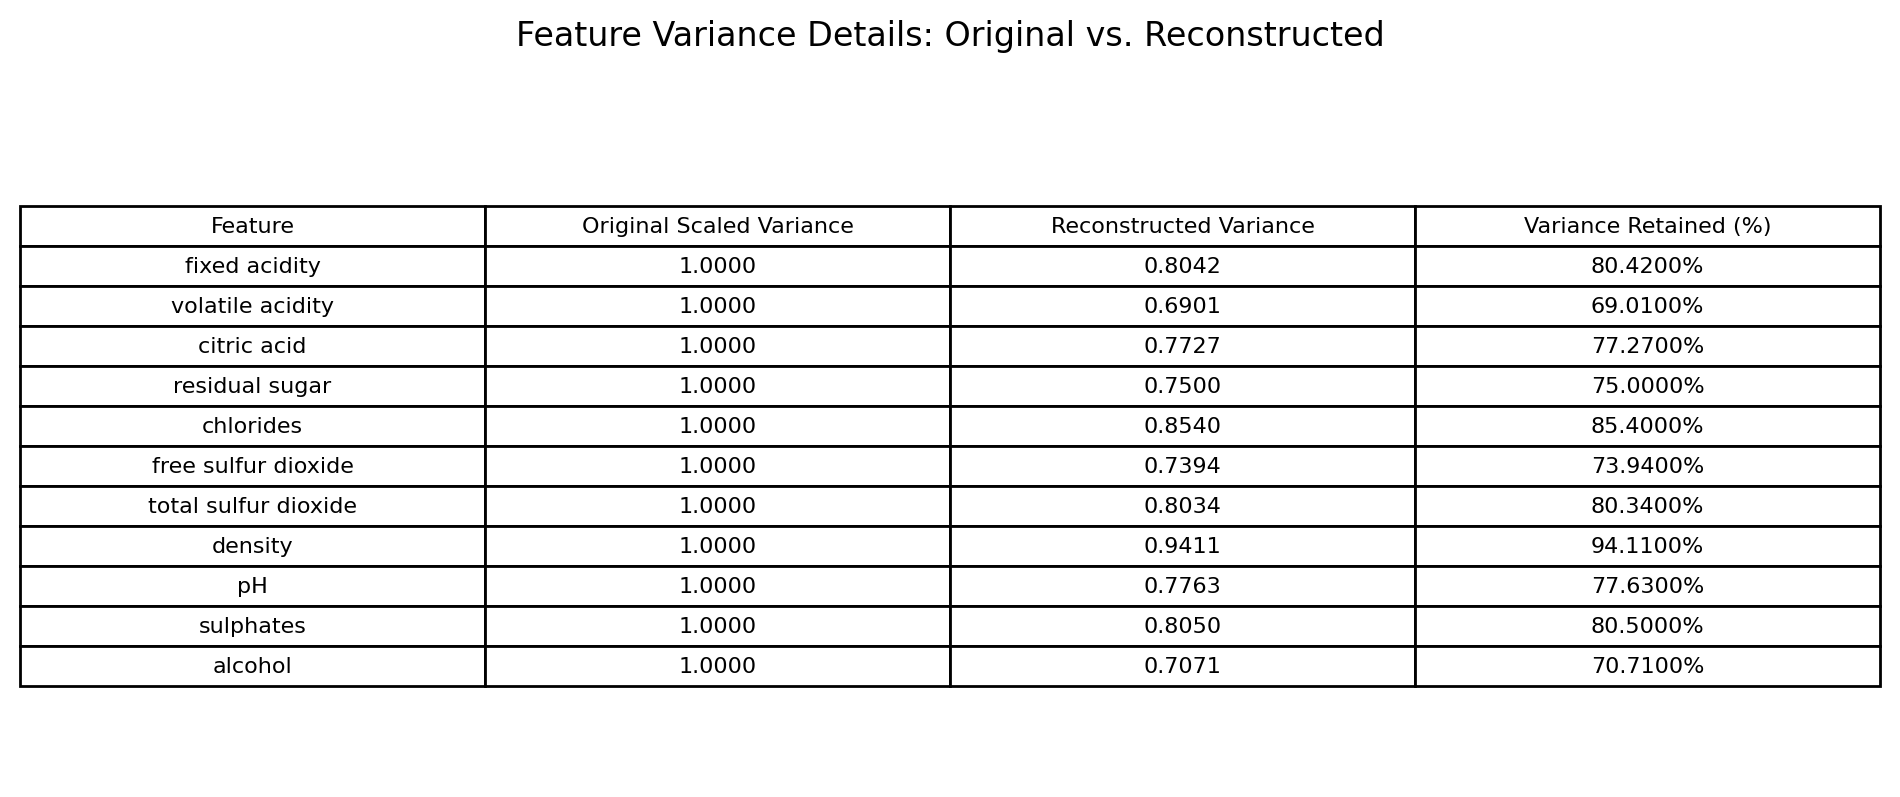 Feature Variance Details: Original vs. Reconstructed
Feature Original Scaled Variance Reconstructed Variance Variance Retained (%)
fixed acidity 1.0000 0.8042 80.4200%
volatile acidity 1.0000 0.6901 69.0100%
citric acid 1.0000 0.7727 77.2700%
residual sugar 1.0000 0.7500 75.0000%
chlorides 1.0000 0.8540 85.4000%
free sulfur dioxide 1.0000 0.7394 73.9400%
total sulfur dioxide 1.0000 0.8034 80.3400%
density 1.0000 0.9411 94.1100%
pH 1.0000 0.7763 77.6300%
sulphates 1.0000 0.8050 80.5000%
alcohol 1.0000 0.7071 70.7100%